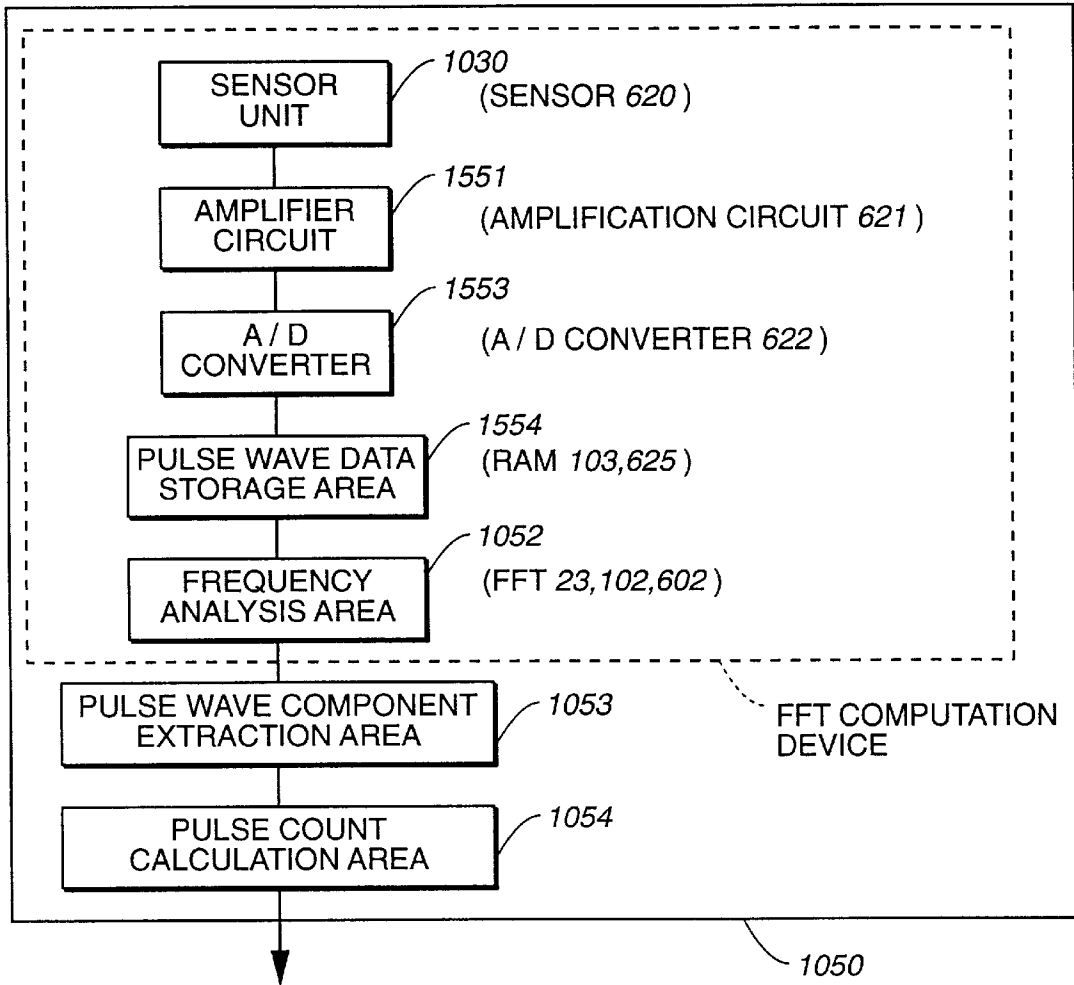 1030
SENSOR
UNIT
(SENSOR 620)
1551
AMPLIFIER
CIRCUIT
(AMPLIFICATION CIRCUIT 621)
1553
A / D
CONVERTER
(A / D CONVERTER 622)
1554
PULSE WAVE DATA
STORAGE AREA
(RAM 103,625)
1052
FREQUENCY
ANALYSIS AREA
(FFT 23,102,602)
PULSE WAVE COMPONENT
EXTRACTION AREA
1053
FFT COMPUTATION
DEVICE
PULSE COUNT
CALCULATION AREA
1054
1050